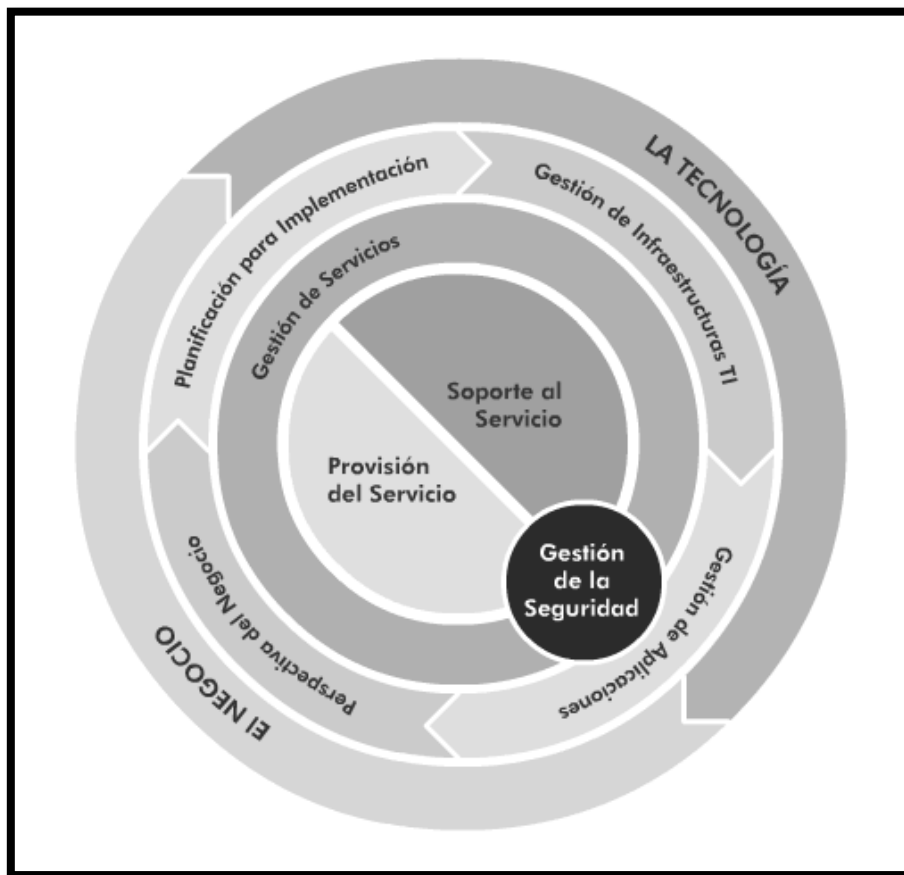 LA TECNOLOGÍA
Planificación para Implementación
Gestión de Infraestructuras TI
Gestión de Servicios
Soporte al
Servicio
Provisión
del Servicio
Gestión
de la
Seguridad
Gestión de Aplicaciones
Perspectiva del Negocio
El NEGOCIO